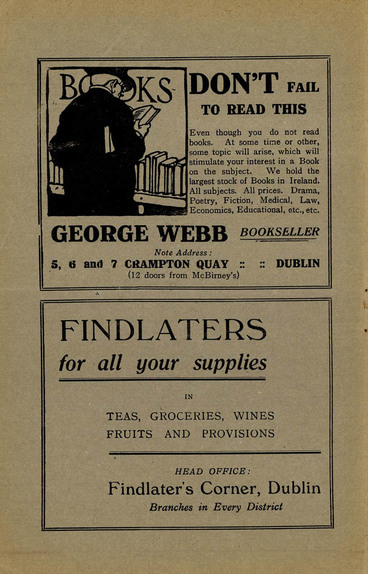 BOOKS
DON'T FAIL
TO READ THIS
Even though you do not read
books. At some time or other,
some topic will arise, which will
stimulate your interest in a Book
on the subject. We hold the
largest stock of Books in Ireland.
All subjects. All prices. Drama,
Poetry, Fiction, Medical, Law,
Economics, Educational, etc., etc.
GEORGE WEBB BOOKSELLER
Note Address :
5, 6 and 7 CRAMPTON QUAY :: :: DUBLIN
(12 doors from McBirney's)
FINDLATERS
for all your supplies
IN
TEAS, GROCERIES, WINES
FRUITS AND PROVISIONS
HEAD OFFICE:
Findlater's Corner, Dublin
Branches in Every District